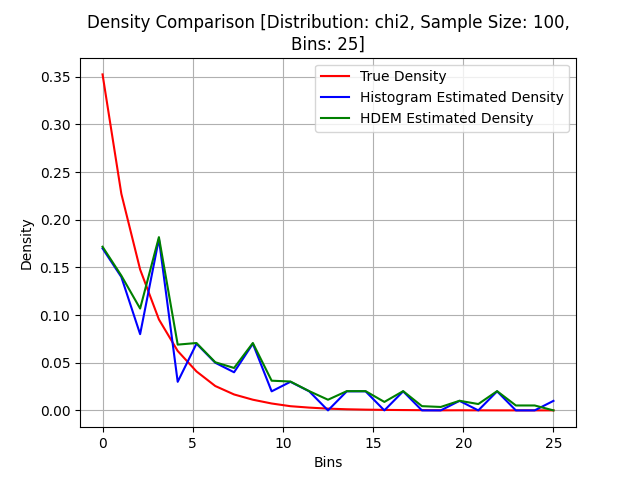 Density Comparison [Distribution: chi2, Sample Size: 100,
Bins: 25]
True Density
Histogram Estimated Density
HDEM Estimated Density
Density
0.35
0.30
0.25
0.20
0.15
0.10
0.05
0.00
0 5 10 15 20 25
Bins